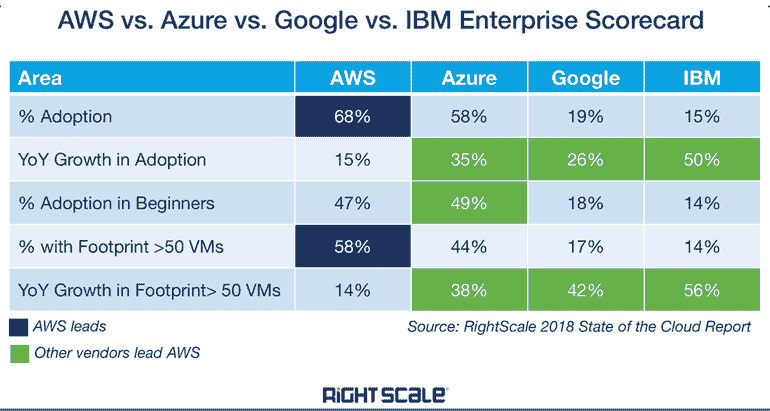 AWS vs. Azure vs. Google vs. IBM Enterprise Scorecard
Area AWS Azure Google IBM
% Adoption 68% 58% 19% 15%
YoY Growth in Adoption 15% 35% 26% 50%
% Adoption in Beginners 47% 49% 18% 14%
% with Footprint >50 VMs 58% 44% 17% 14%
YoY Growth in Footprint> 50 VMs 14% 38% 42% 56%
AWS leads Source: RightScale 2018 State of the Cloud Report
Other vendors lead AWS
RIGHTSCALE